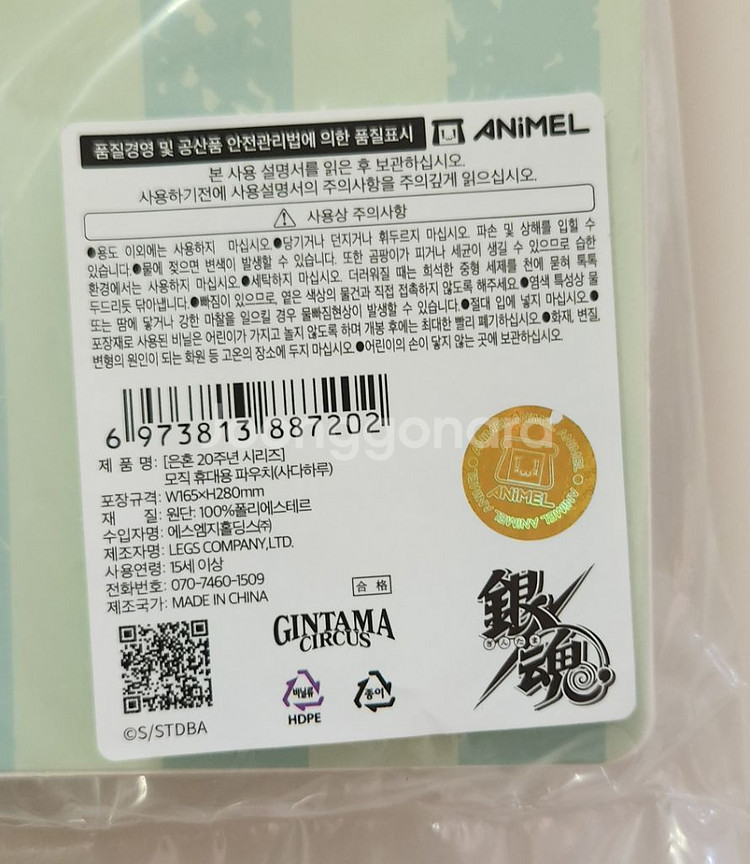 품질경영 및 공산품 안전관리법에 의한 품질표시
ANiMEL
본 사용 설명서를 읽은 후 보관하십시오.
사용하기전에 사용설명서의 주의사항을 주의깊게 읽으십시오.
사용상 주의사항
●용도 이외에는 사용하지 마십시오.●당기거나 던지거나 휘두르지 마십시오. 파손 및 상해를 입힐 수
있습니다.●물에 젖으면 변색이 발생할 수 있습니다. 또한 곰팡이가 피거나 세균이 생길 수 있으므로 습한
환경에서는 사용하지 마십시오.●세탁하지 마십시오. 더러워질 때는 희석한 중형 세제를 천에 묻혀 톡톡
두드리듯 닦아냅니다.●빠짐이 있으므로, 옅은 색상의 물건과 직접 접촉하지 않도록 해주세요.●염색 특성상 물
또는 땀에 닿거나 강한 마찰을 일으킬 경우 물빠짐현상이 발생할 수 있습니다.●절대 입에 넣지 마십시오.●
포장재로 사용된 비닐은 어린이가 가지고 놀지 않도록 하며 개봉 후에는 최대한 빨리 폐기하십시오.●화재, 변질,
변형의 원인이 되는 화원 등 고온의 장소에 두지 마십시오.●어린이의 손이 닿지 않는 곳에 보관하십시오.
6 973813 887202
joonggonara
제 품 명: [은혼 20주년 시리즈]
모직 휴대용 파우치(사다하루)
포장규격: W165×H280mm
재 질: 원단: 100%폴리에스테르
수입자명: 에스엠지홀딩스㈜
제조자명: LEGS COMPANY,LTD.
사용연령: 15세 이상
전화번호: 070-7460-1509
제조국가: MADE IN CHINA
ANiMEL
合格
GINTAMA
CIRCUS
銀魂
ぎんたま
비닐류
HDPE
종이
©S/STDBA